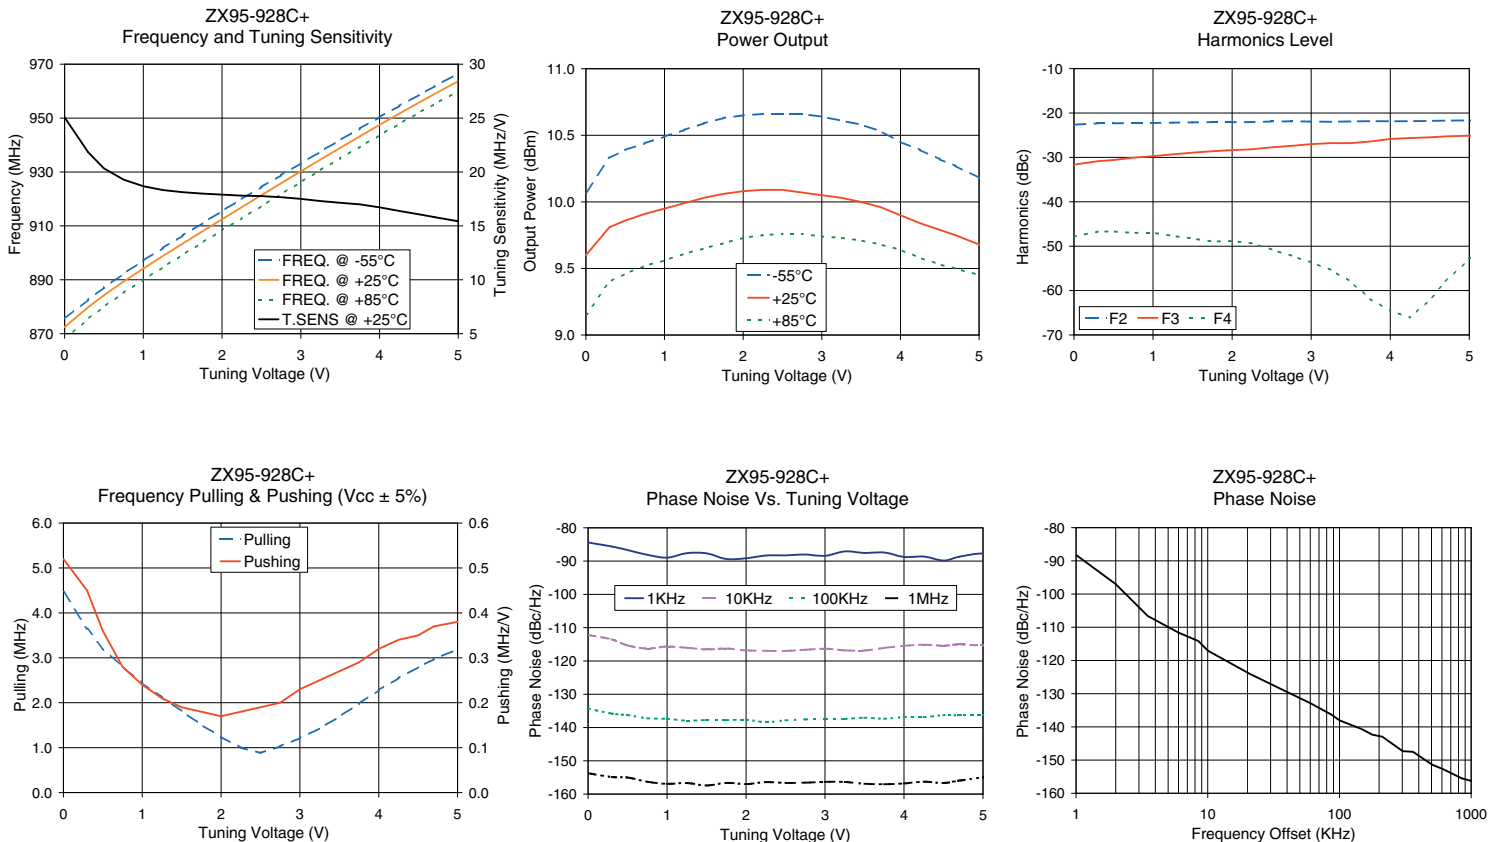 ZX95-928C+
Frequency and Tuning Sensitivity
970
950
930
910
890
870
Frequency (MHz)
30
25
20
15
10
5
Tuning Sensitivity (MHz/V)
FREQ. @ -55°C
FREQ. @ +25°C
FREQ. @ +85°C
T.SENS @ +25°C
0 1 2 3 4 5
Tuning Voltage (V)
ZX95-928C+
Power Output
11.0
10.5
10.0
9.5
9.0
Output Power (dBm)
-55°C
+25°C
+85°C
0 1 2 3 4 5
Tuning Voltage (V)
ZX95-928C+
Harmonics Level
-10
-20
-30
-40
-50
-60
-70
Harmonics (dBc)
F2 F3 F4
0 1 2 3 4 5
Tuning Voltage (V)
ZX95-928C+
Frequency Pulling & Pushing (Vcc ± 5%)
6.0
5.0
4.0
3.0
2.0
1.0
0.0
Pulling (MHz)
0.6
0.5
0.4
0.3
0.2
0.1
0.0
Pushing (MHz/V)
Pulling
Pushing
0 1 2 3 4 5
Tuning Voltage (V)
ZX95-928C+
Phase Noise Vs. Tuning Voltage
-80
-90
-100
-110
-120
-130
-140
-150
-160
Phase Noise (dBc/Hz)
1KHz 10KHz 100KHz 1MHz
0 1 2 3 4 5
Tuning Voltage (V)
ZX95-928C+
Phase Noise
-80
-90
-100
-110
-120
-130
-140
-150
-160
Phase Noise (dBc/Hz)
1 10 100 1000
Frequency Offset (KHz)